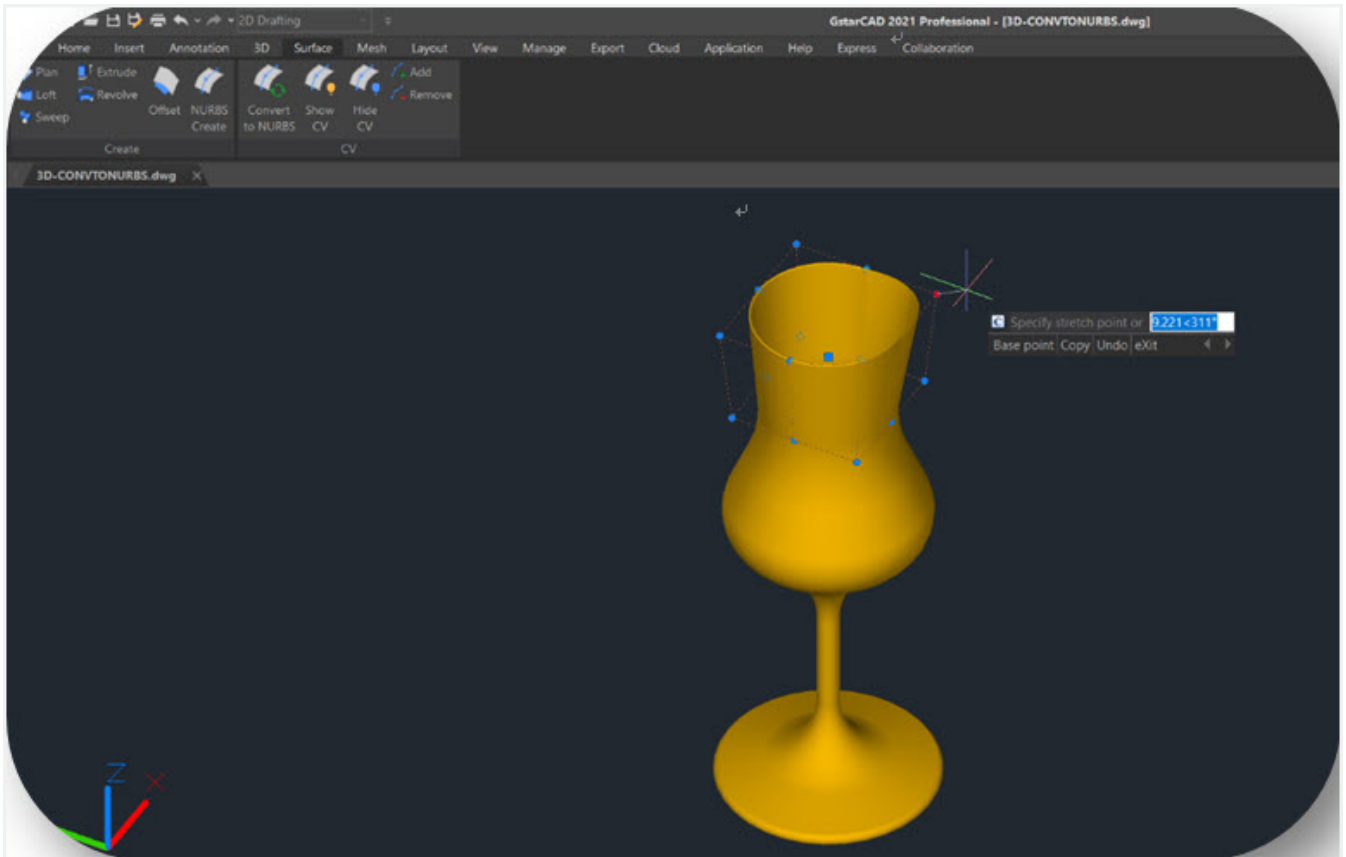 2D Drafting
GstarCAD 2021 Professional - [3D-CONVTONURBS.dwg]
Home Insert Annotation 3D Surface Mesh Layout View Manage Export Cloud Application Help Express Collaboration
Plan Extrude
Loft Revolve
Sweep
Offset
NURBS
Create
Convert
to NURBS
Show
CV
Hide
CV
Add
Remove
Create
CV
3D-CONVTONURBS.dwg
Specify stretch point or 9.221<311°
Base point Copy Undo eXit
Z X